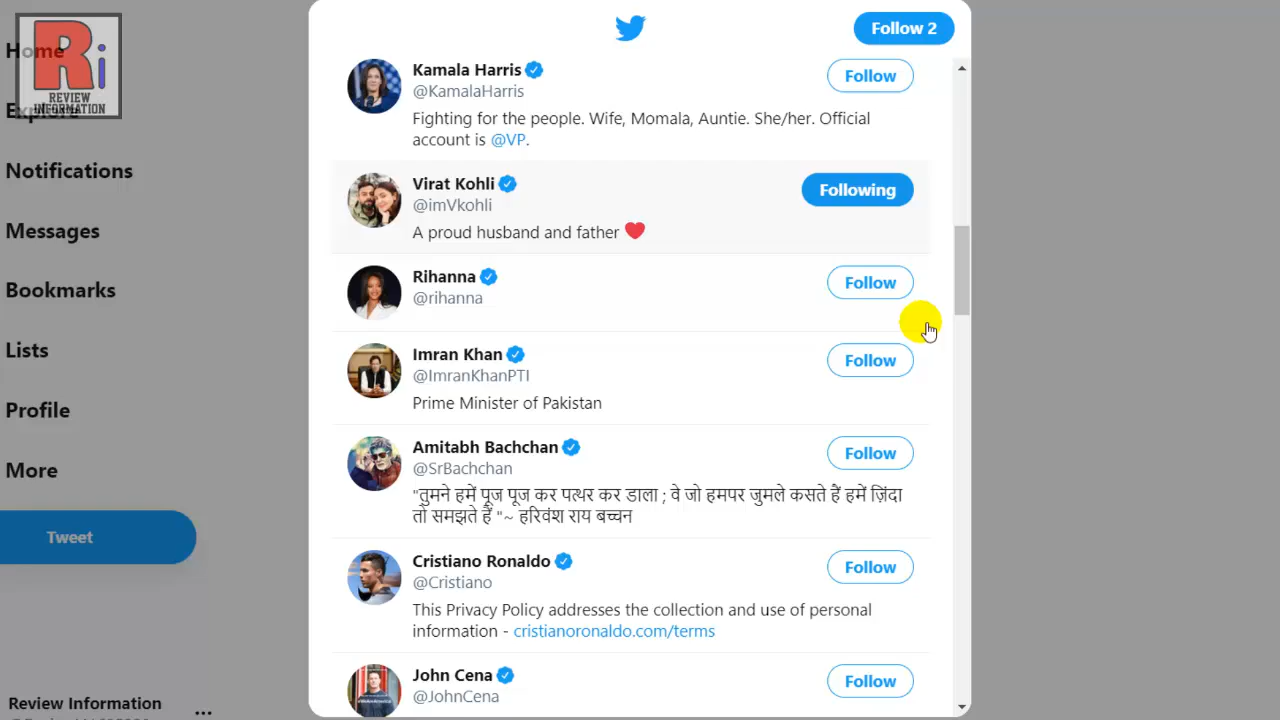 Ri
REVIEW
INFORMATION
Home
Explore
Notifications
Messages
Bookmarks
Lists
Profile
More
Tweet
Review Information
...
Follow 2
Kamala Harris
@KamalaHarris
Follow
Fighting for the people. Wife, Momala, Auntie. She/her. Official
account is @VP.
Virat Kohli
@imVkohli
Following
A proud husband and father ❤️
Rihanna
@rihanna
Follow
Imran Khan
@ImranKhanPTI
Follow
Prime Minister of Pakistan
Amitabh Bachchan
@SrBachchan
Follow
"तुमने हमें पूज पूज कर पत्थर कर डाला ; वे जो हमपर जुमले कसते हैं हमें ज़िंदा
तो समझते हैं "~ हरिवंश राय बच्चन
Cristiano Ronaldo
@Cristiano
Follow
This Privacy Policy addresses the collection and use of personal
information - cristianoronaldo.com/terms
John Cena
@JohnCena
Follow